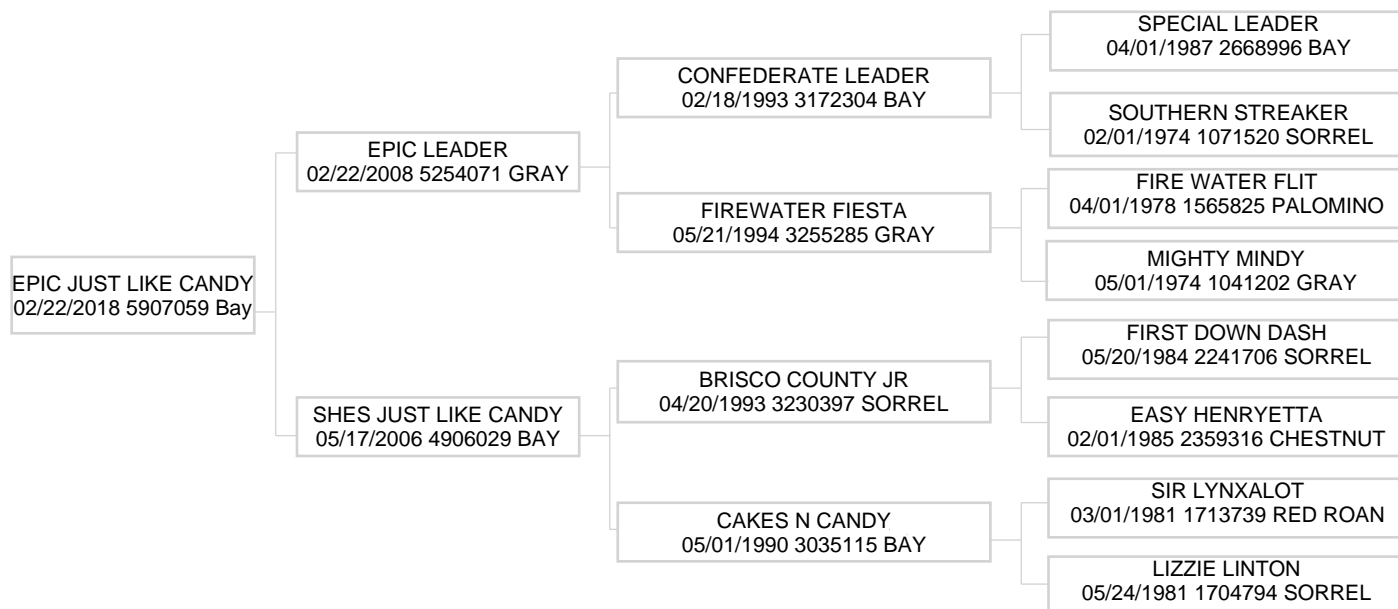 SPECIAL LEADER
04/01/1987 2668996 BAY
CONFEDERATE LEADER
02/18/1993 3172304 BAY
SOUTHERN STREAKER
02/01/1974 1071520 SORREL
EPIC LEADER
02/22/2008 5254071 GRAY
FIRE WATER FLIT
04/01/1978 1565825 PALOMINO
FIREWATER FIESTA
05/21/1994 3255285 GRAY
MIGHTY MINDY
05/01/1974 1041202 GRAY
EPIC JUST LIKE CANDY
02/22/2018 5907059 Bay
FIRST DOWN DASH
05/20/1984 2241706 SORREL
BRISCO COUNTY JR
04/20/1993 3230397 SORREL
EASY HENRYETTA
02/01/1985 2359316 CHESTNUT
SHES JUST LIKE CANDY
05/17/2006 4906029 BAY
SIR LYNXALOT
03/01/1981 1713739 RED ROAN
CAKES N CANDY
05/01/1990 3035115 BAY
LIZZIE LINTON
05/24/1981 1704794 SORREL